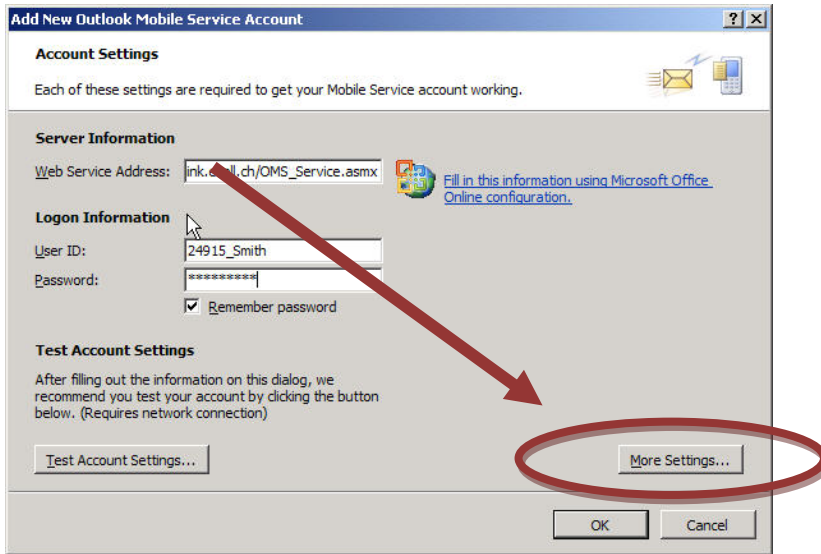 Add New Outlook Mobile Service Account
Account Settings
Each of these settings are required to get your Mobile Service account working.
Server Information
Web Service Address: ll.ch/OMS_Service.asmx
Fill in this information using Microsoft Office
Online configuration.
Logon Information
User ID: 24915_Smith
Password: *********
Remember password
Test Account Settings
After filling out the information on this dialog, we
recommend you test your account by clicking the button
below. (Requires network connection)
Test Account Settings...
More Settings...
OK
Cancel